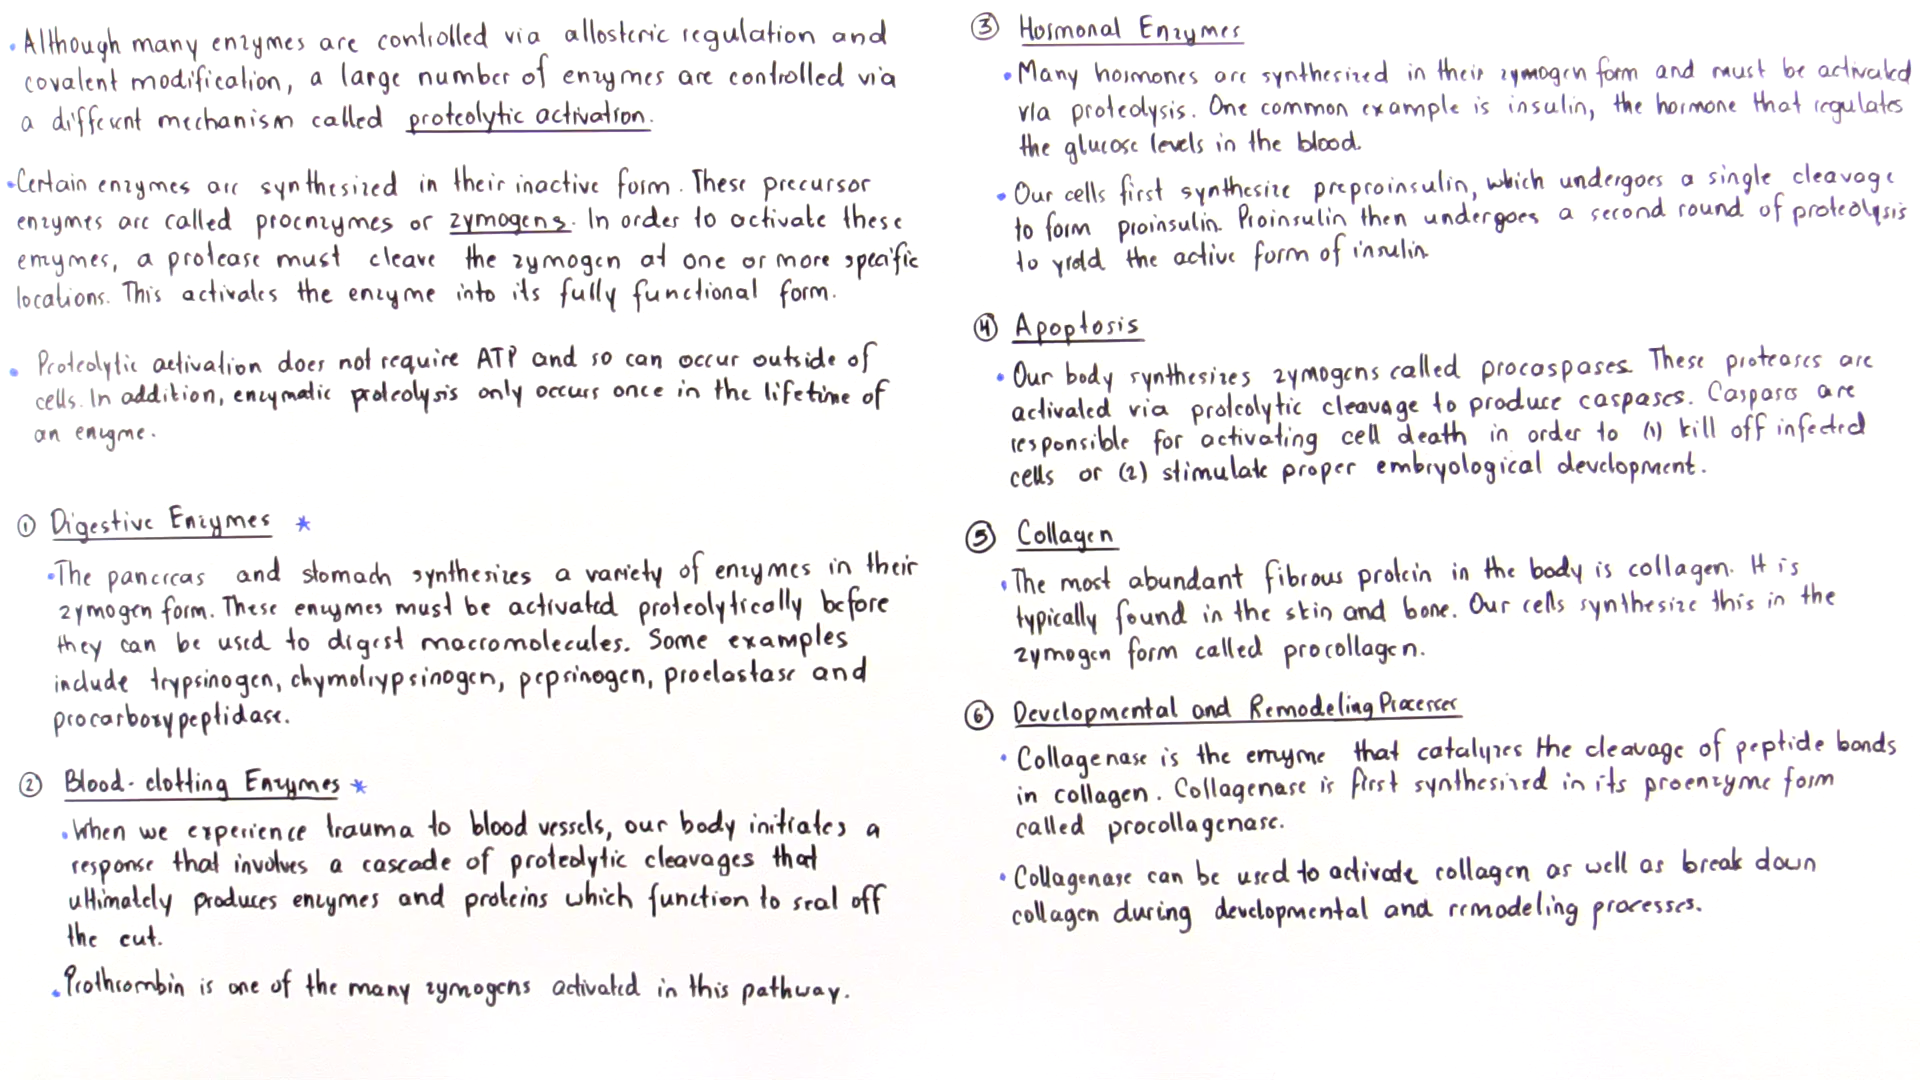 • Although many enzymes are controlled via allosteric regulation and
covalent modification, a large number of enzymes are controlled via
a different mechanism called proteolytic activation.
• Certain enzymes are synthesized in their inactive form. These precursor
enzymes are called proenzymes or zymogens. In order to activate these
enzymes, a protease must cleave the zymogen at one or more specific
locations. This activates the enzyme into its fully functional form.
• Proteolytic activation does not require ATP and so can occur outside of
cells. In addition, enzymatic proteolysis only occurs once in the lifetime of
an enzyme.
① Digestive Enzymes *
• The pancreas and stomach synthesizes a variety of enzymes in their
zymogen form. These enzymes must be activated proteolytically before
they can be used to digest macromolecules. Some examples
include trypsinogen, chymotrypsinogen, pepsinogen, proelastase and
procarboxypeptidase.
② Blood-clotting Enzymes *
• When we experience trauma to blood vessels, our body initiates a
response that involves a cascade of proteolytic cleavages that
ultimately produces enzymes and proteins which function to seal off
the cut.
• Prothrombin is one of the many zymogens activated in this pathway.
③ Hormonal Enzymes
• Many hormones are synthesized in their zymogen form and must be activated
via proteolysis. One common example is insulin, the hormone that regulates
the glucose levels in the blood.
• Our cells first synthesize preproinsulin, which undergoes a single cleavage
to form proinsulin. Proinsulin then undergoes a second round of proteolysis
to yield the active form of insulin
④ Apoptosis
• Our body synthesizes zymogens called procaspases. These proteases are
activated via proteolytic cleavage to produce caspases. Caspases are
responsible for activating cell death in order to (1) kill off infected
cells or (2) stimulate proper embryological development.
⑤ Collagen
• The most abundant fibrous protein in the body is collagen. It is
typically found in the skin and bone. Our cells synthesize this in the
zymogen form called procollagen.
⑥ Developmental and Remodeling Processes
• Collagenase is the enzyme that catalyzes the cleavage of peptide bonds
in collagen. Collagenase is first synthesized in its proenzyme form
called procollagenase.
• Collagenase can be used to activate collagen as well as break down
collagen during developmental and remodeling processes.